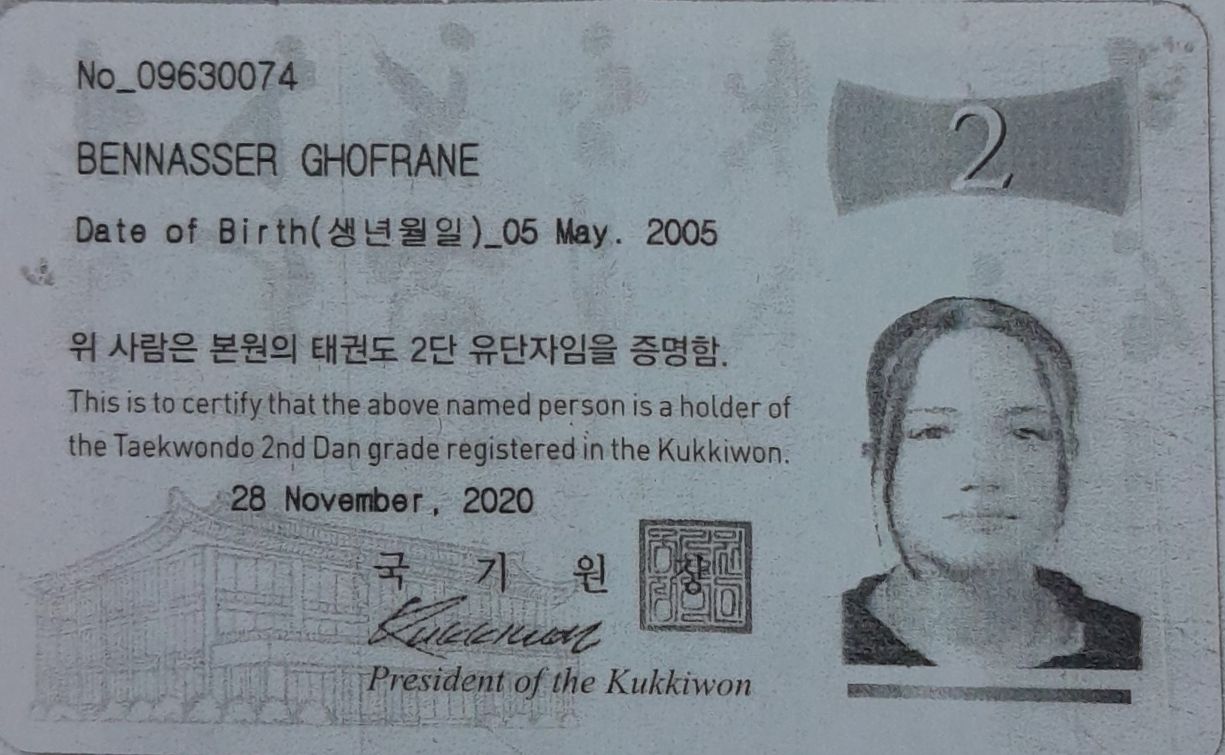 No_09630074
2
BENNASSER GHOFRANE
Date of Birth(생년월일)_05 May. 2005
위 사람은 본원의 태권도 2단 유단자임을 증명함.
This is to certify that the above named person is a holder of
the Taekwondo 2nd Dan grade registered in the Kukkiwon.
28 November, 2020
국 기 원 장
Kukkiwon
President of the Kukkiwon